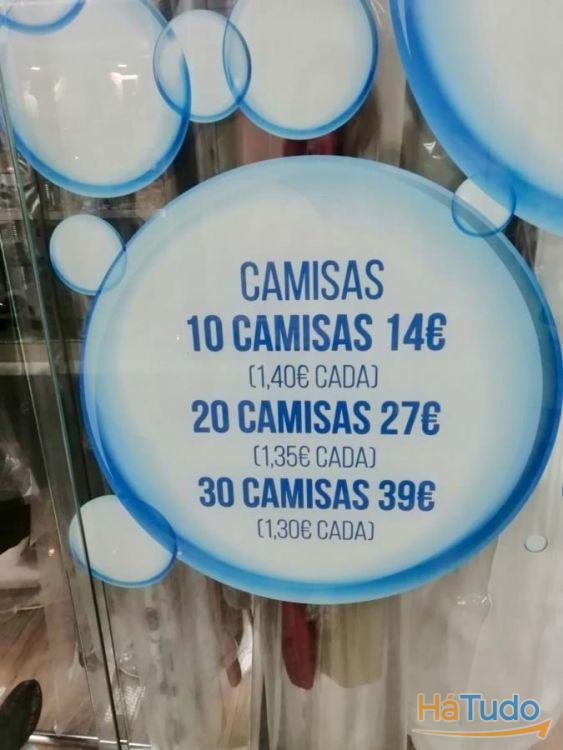 CAMISAS
10 CAMISAS 14€
(1,40€ CADA)
20 CAMISAS 27€
(1,35€ CADA)
30 CAMISAS 39€
(1,30€ CADA)
HáTudo